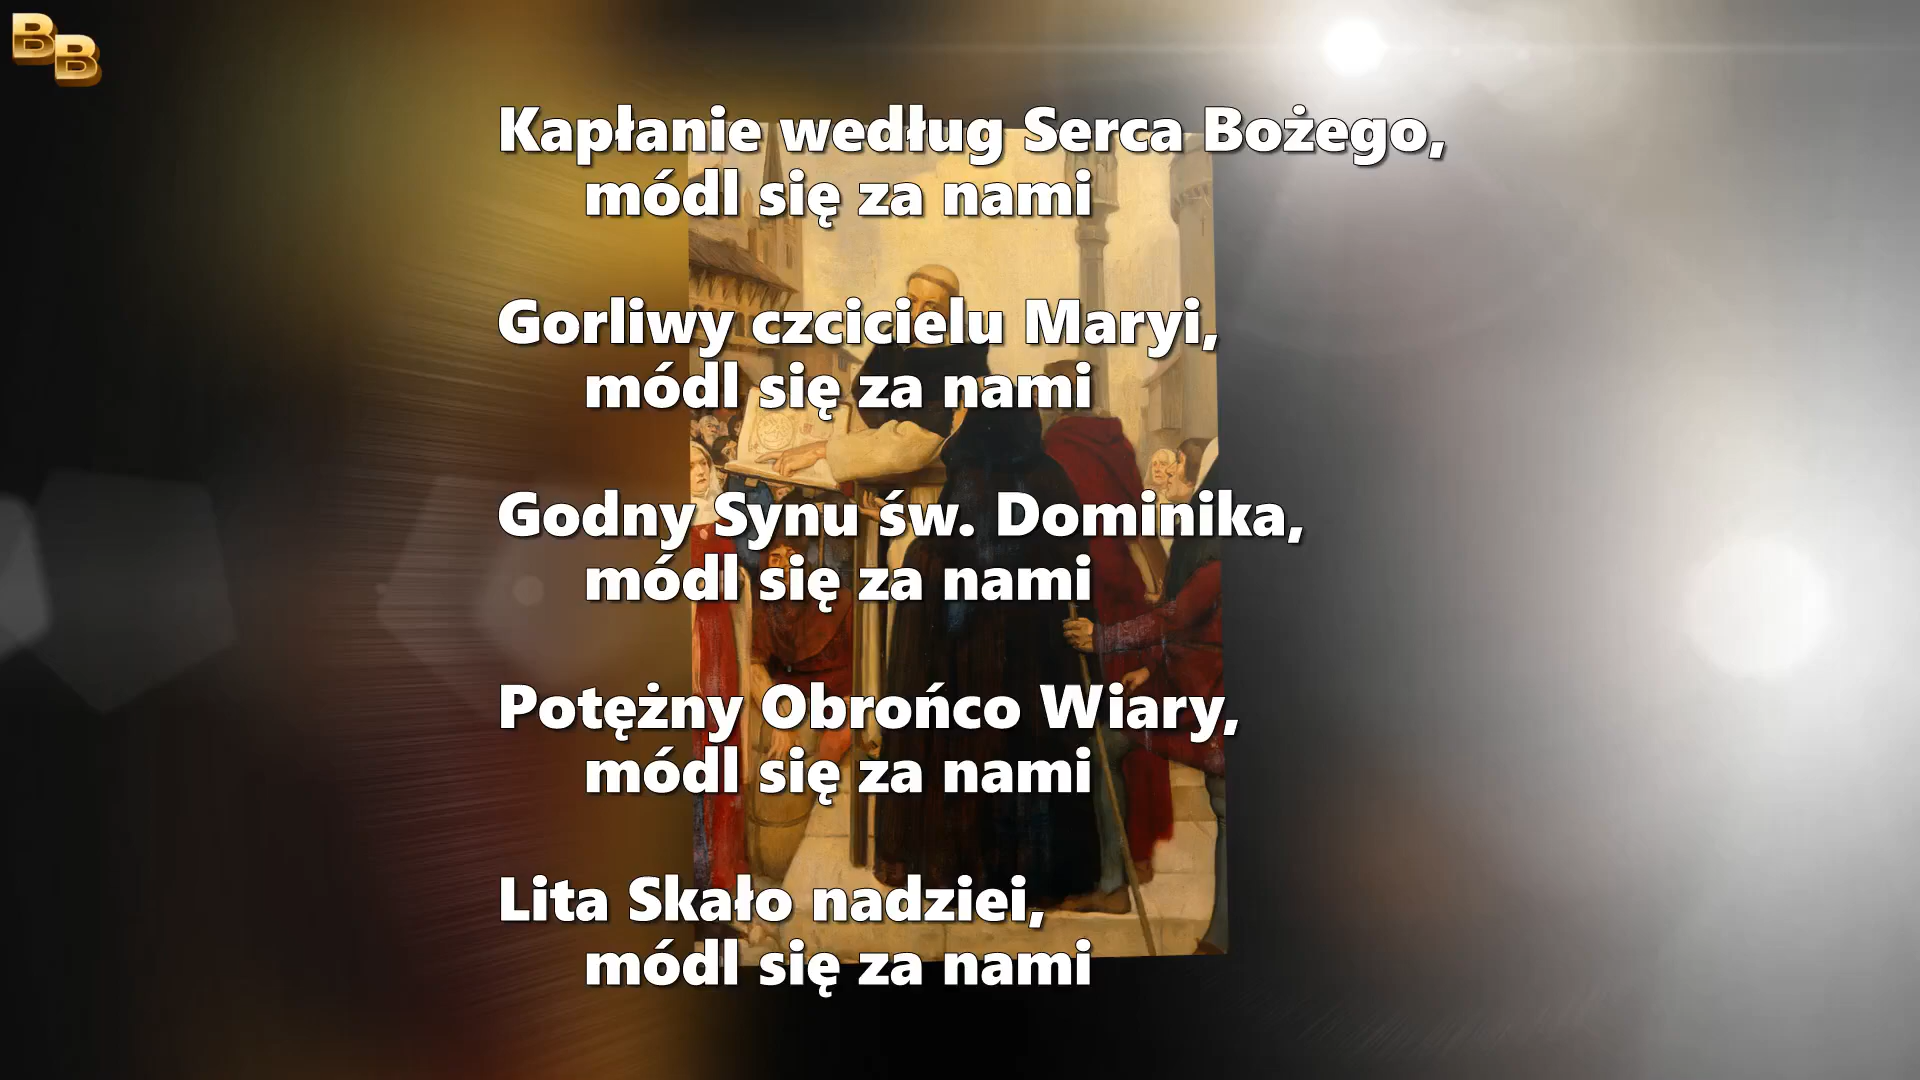 BB
Kapłanie według Serca Bożego,
módl się za nami
Gorliwy czcicielu Maryi,
módl się za nami
Godny Synu św. Dominika,
módl się za nami
Potężny Obrońco Wiary,
módl się za nami
Lita Skało nadziei,
módl się za nami